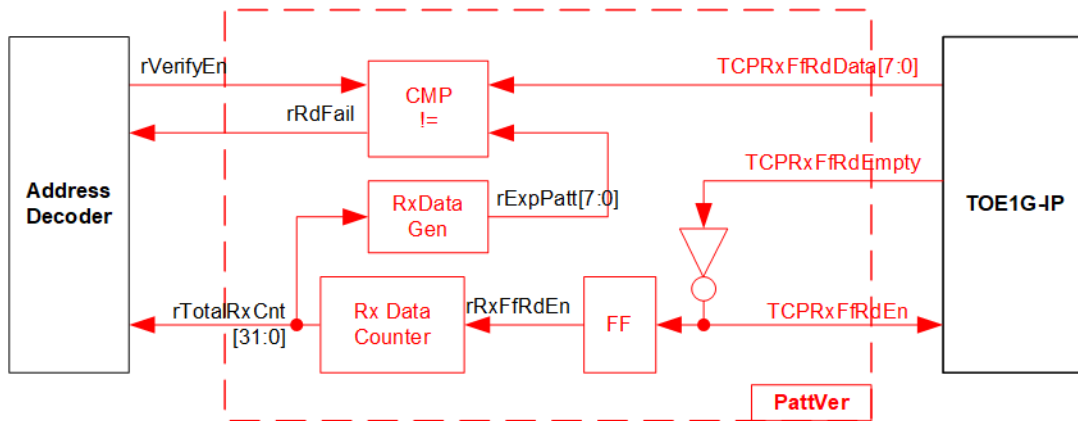 rVerifyEn
TCPRxFfRdData[7:0]
CMP
!=
rRdFail
TCPRxFfRdEmpty
Address
Decoder
RxData
Gen
rExpPatt[7:0]
TOE1G-IP
rTotalRxCnt
[31:0]
Rx Data
Counter
rRxFfRdEn
FF
TCPRxFfRdEn
PattVer